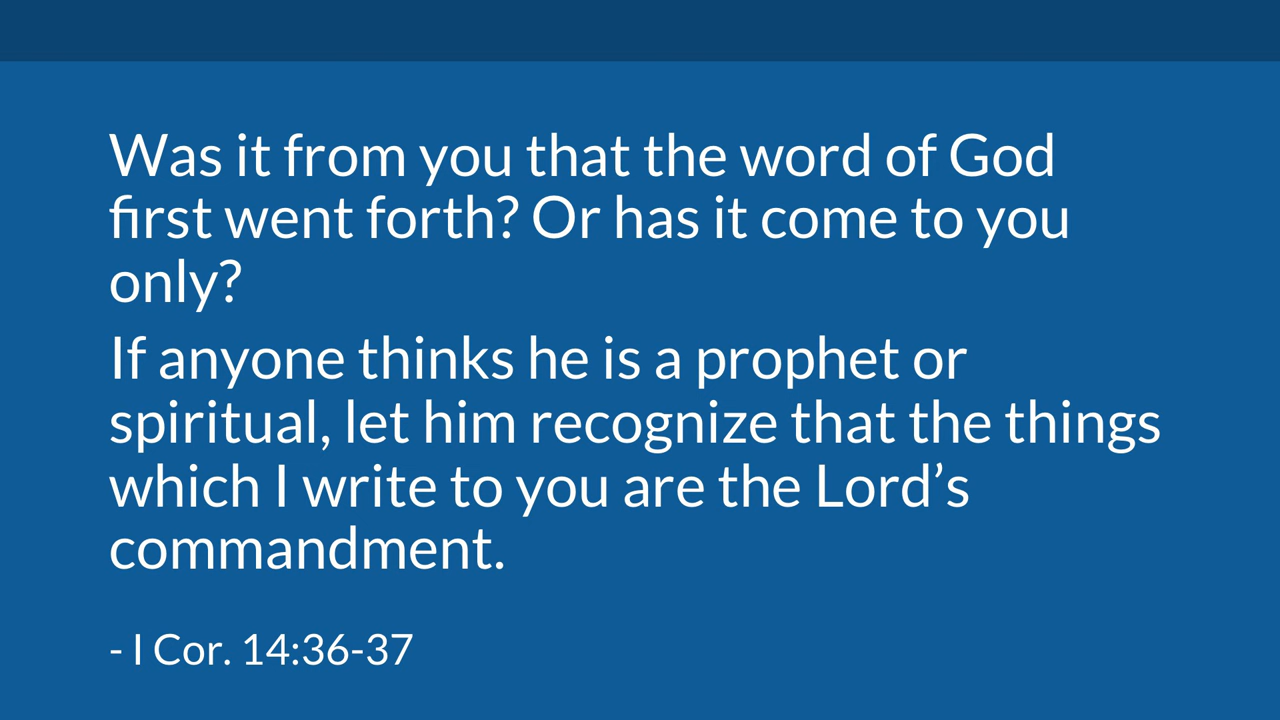 Was it from you that the word of God
first went forth? Or has it come to you
only?
If anyone thinks he is a prophet or
spiritual, let him recognize that the things
which I write to you are the Lord’s
commandment.
- I Cor. 14:36-37